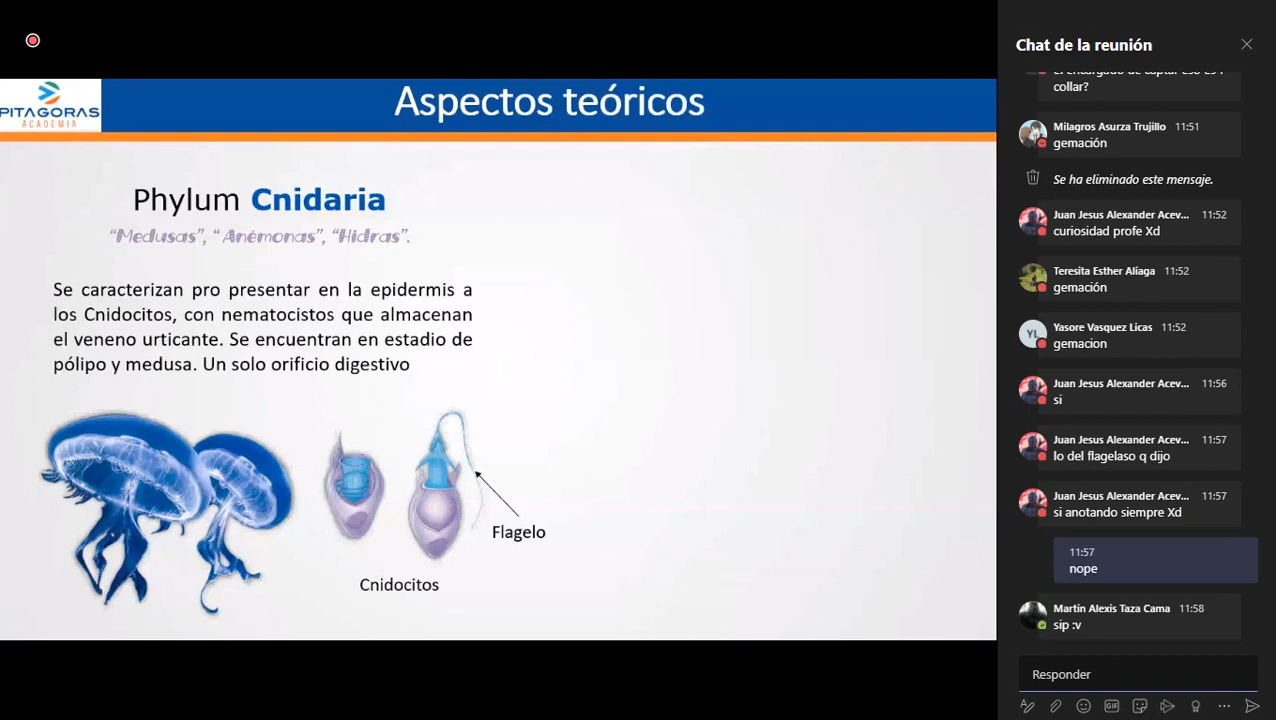 PITAGORAS
ACADEMIA
Aspectos teóricos
Phylum Cnidaria
“Medusas”, “Anémonas”, “Hidras”.
Se caracterizan pro presentar en la epidermis a
los Cnidocitos, con nematocistos que almacenan
el veneno urticante. Se encuentran en estadio de
pólipo y medusa. Un solo orificio digestivo
Flagelo
Cnidocitos
Chat de la reunión
El encargado de captar
collar?
Milagros Asurza Trujillo 11:51
gemación
Se ha eliminado este mensaje.
Juan Jesus Alexander Acev... 11:52
curiosidad profe Xd
Teresita Esther Aliaga 11:52
gemación
YL
Yasore Vasquez Licas 11:52
gemacion
Juan Jesus Alexander Acev... 11:56
si
Juan Jesus Alexander Acev... 11:57
lo del flagelaso q dijo
Juan Jesus Alexander Acev... 11:57
si anotando siempre Xd
11:57
nope
Martin Alexis Taza Cama 11:58
sip :v
Responder
GIF